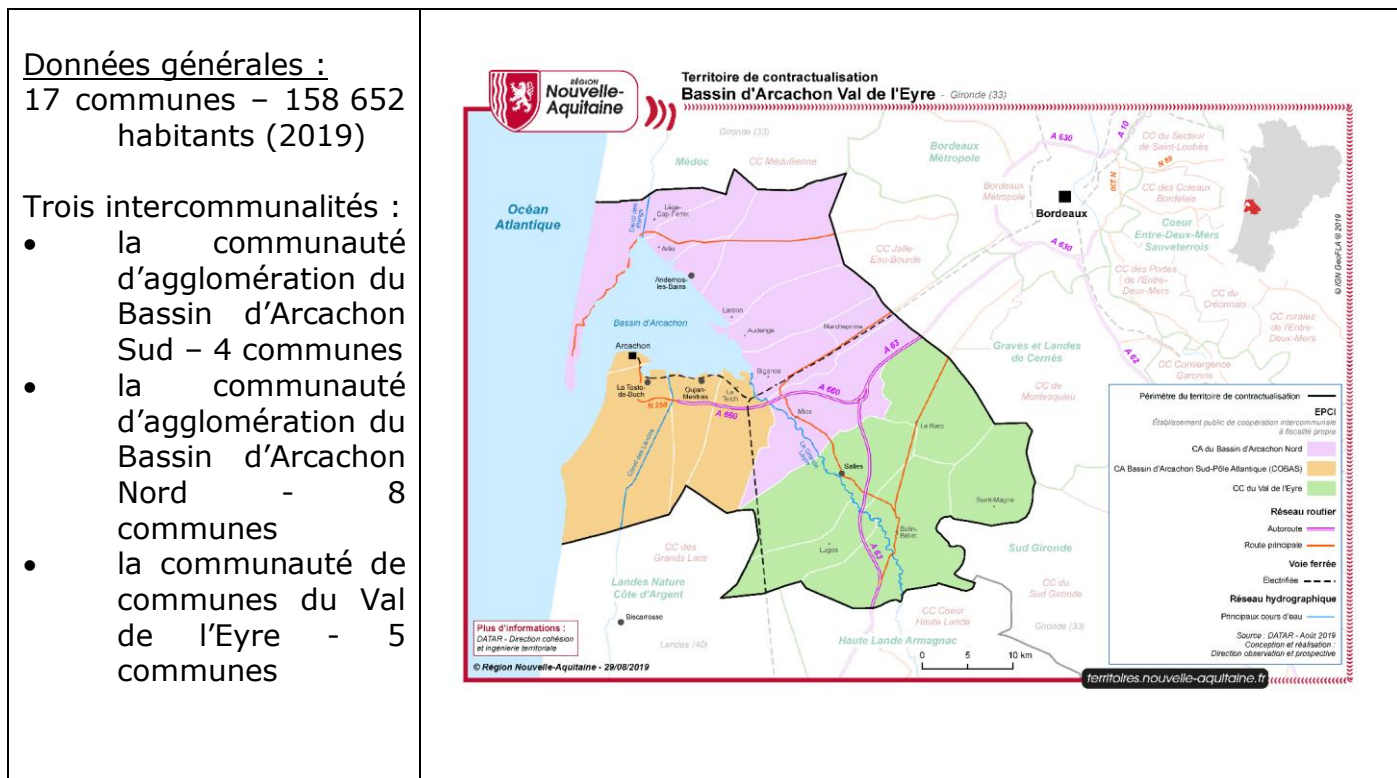 Données générales :
17 communes – 158 652
habitants (2019)
Trois intercommunalités :
• la communauté
d’agglomération du
Bassin d’Arcachon
Sud – 4 communes
• la communauté
d’agglomération du
Bassin d’Arcachon
Nord - 8
communes
• la communauté de
communes du Val
de l’Eyre - 5
communes
RÉGION
Nouvelle-
Aquitaine
Territoire de contractualisation
Bassin d'Arcachon Val de l'Eyre - Gironde (33)
Gironde (33)
Médoc
CC Médullienne
Bordeaux
Métropole
A 630
A 10
CC du Secteur
de Saint-Loubès
N 89
N 230
Bordeaux
Métropole
Bordeaux
CC des Coteaux
Bordelais
Coeur
Entre-Deux-Mers
Sauveterrois
A 630
CC Jalle-
Eau-Bourde
CC des Portes
de l'Entre-
Deux-Mers
CC du
Créonnais
CC rurales
de l'Entre-
Deux-Mers
A 62
CC Convergence
Garonne
© IGN GeoFLA ® 2019
Océan
Atlantique
Canal des
étangs
Lège-
Cap-Ferret
Arès
Andernos-
les-Bains
Lanton
Bassin d'Arcachon
Audenge
Marcheprime
Arcachon
Biganos
A 63
Graves et Landes
de Cernès
CC de
Montesquieu
La Teste-
de-Buch
Gujan-
Mestras
Le
Teich
N 250
A 660
A 660
Mios
Le Barp
Canal des Landes
Salles
Saint-Magne
Belin-
Béliet
Lugos
A 63
CC des
Grands Lacs
Landes Nature
Côte d'Argent
Biscarrosse
Landes (40)
Sud Gironde
CC du
Sud Gironde
Gironde (33)
CC Coeur
Haute Lande
Haute Lande Armagnac
0 5 10 km
Périmètre du territoire de contractualisation
EPCI
Établissement public de coopération intercommunale
à fiscalité propre
CA du Bassin d'Arcachon Nord
CA Bassin d'Arcachon Sud-Pôle Atlantique (COBAS)
CC du Val de l'Eyre
Réseau routier
Autoroute
Route principale
Voie ferrée
Électrifiée
Réseau hydrographique
Principaux cours d'eau
Source : DATAR - Août 2019
Conception et réalisation :
Direction observation et prospective
Plus d'informations :
DATAR - Direction cohésion
et ingénierie territoriale
© Région Nouvelle-Aquitaine - 29/08/2019
territoires.nouvelle-aquitaine.fr